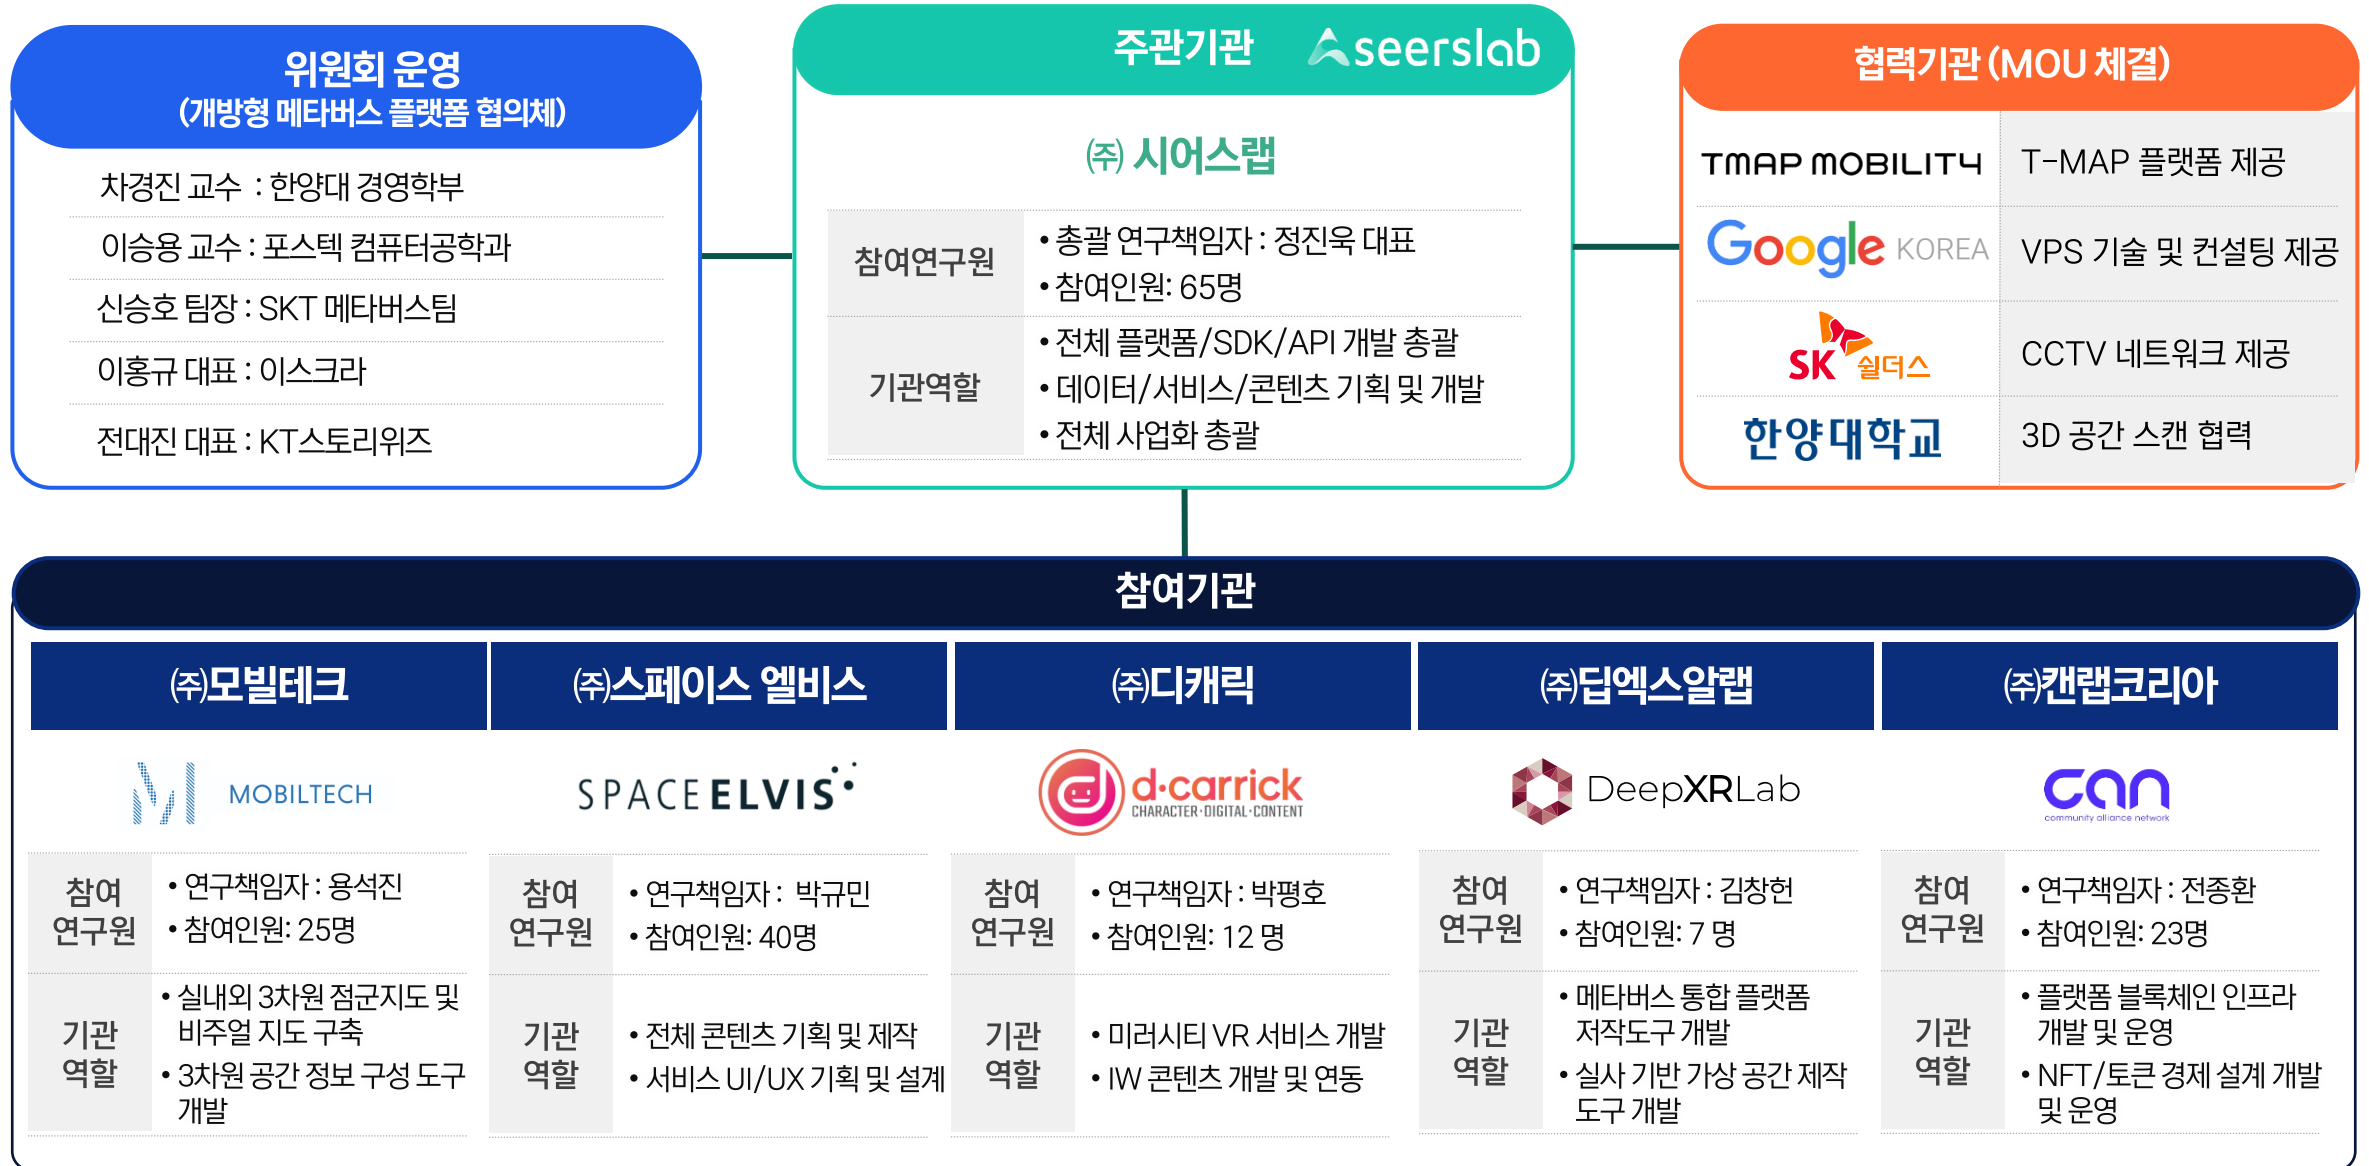 위원회 운영
(개방형 메타버스 플랫폼 협의체)
차경진 교수 : 한양대 경영학부
이승용 교수 : 포스텍 컴퓨터공학과
신승호 팀장 : SKT 메타버스팀
이홍규 대표 : 이스크라
전대진 대표 : KT스토리위즈
주관기관 seerslab
㈜ 시어스랩
참여연구원
• 총괄 연구책임자 : 정진욱 대표
• 참여인원: 65명
기관역할
• 전체 플랫폼/SDK/API 개발 총괄
• 데이터/서비스/콘텐츠 기획 및 개발
• 전체 사업화 총괄
협력기관 (MOU 체결)
TMAP MOBILITY T-MAP 플랫폼 제공
Google KOREA VPS 기술 및 컨설팅 제공
SK 쉴더스 CCTV 네트워크 제공
한양대학교 3D 공간 스캔 협력
참여기관
㈜모빌테크
MOBILTECH
참여
연구원
• 연구책임자 : 용석진
• 참여인원: 25명
기관
역할
• 실내외 3차원 점군지도 및
비주얼 지도 구축
• 3차원 공간 정보 구성 도구
개발
㈜스페이스 엘비스
SPACE ELVIS
참여
연구원
• 연구책임자 : 박규민
• 참여인원: 40명
기관
역할
• 전체 콘텐츠 기획 및 제작
• 서비스 UI/UX 기획 및 설계
㈜디캐릭
d·carrick
CHARACTER·DIGITAL·CONTENT
참여
연구원
• 연구책임자 : 박평호
• 참여인원: 12 명
기관
역할
• 미러시티 VR 서비스 개발
• IW 콘텐츠 개발 및 연동
㈜딥엑스알랩
DeepXRLab
참여
연구원
• 연구책임자 : 김창헌
• 참여인원: 7 명
기관
역할
• 메타버스 통합 플랫폼
저작도구 개발
• 실사 기반 가상 공간 제작
도구 개발
㈜캔랩코리아
can
community alliance network
참여
연구원
• 연구책임자 : 전종환
• 참여인원: 23명
기관
역할
• 플랫폼 블록체인 인프라
개발 및 운영
• NFT/토큰 경제 설계 개발
및 운영